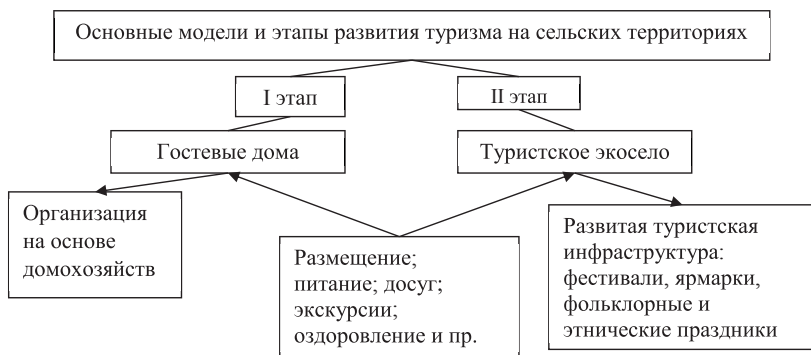 Основные модели и этапы развития туризма на сельских территориях
I этап
II этап
Гостевые дома
Туристское экосело
Организация
на основе
домохозяйств
Размещение;
питание; досуг;
экскурсии;
оздоровление и пр.
Развитая туристская
инфраструктура:
фестивали, ярмарки,
фольклорные и
этнические праздники